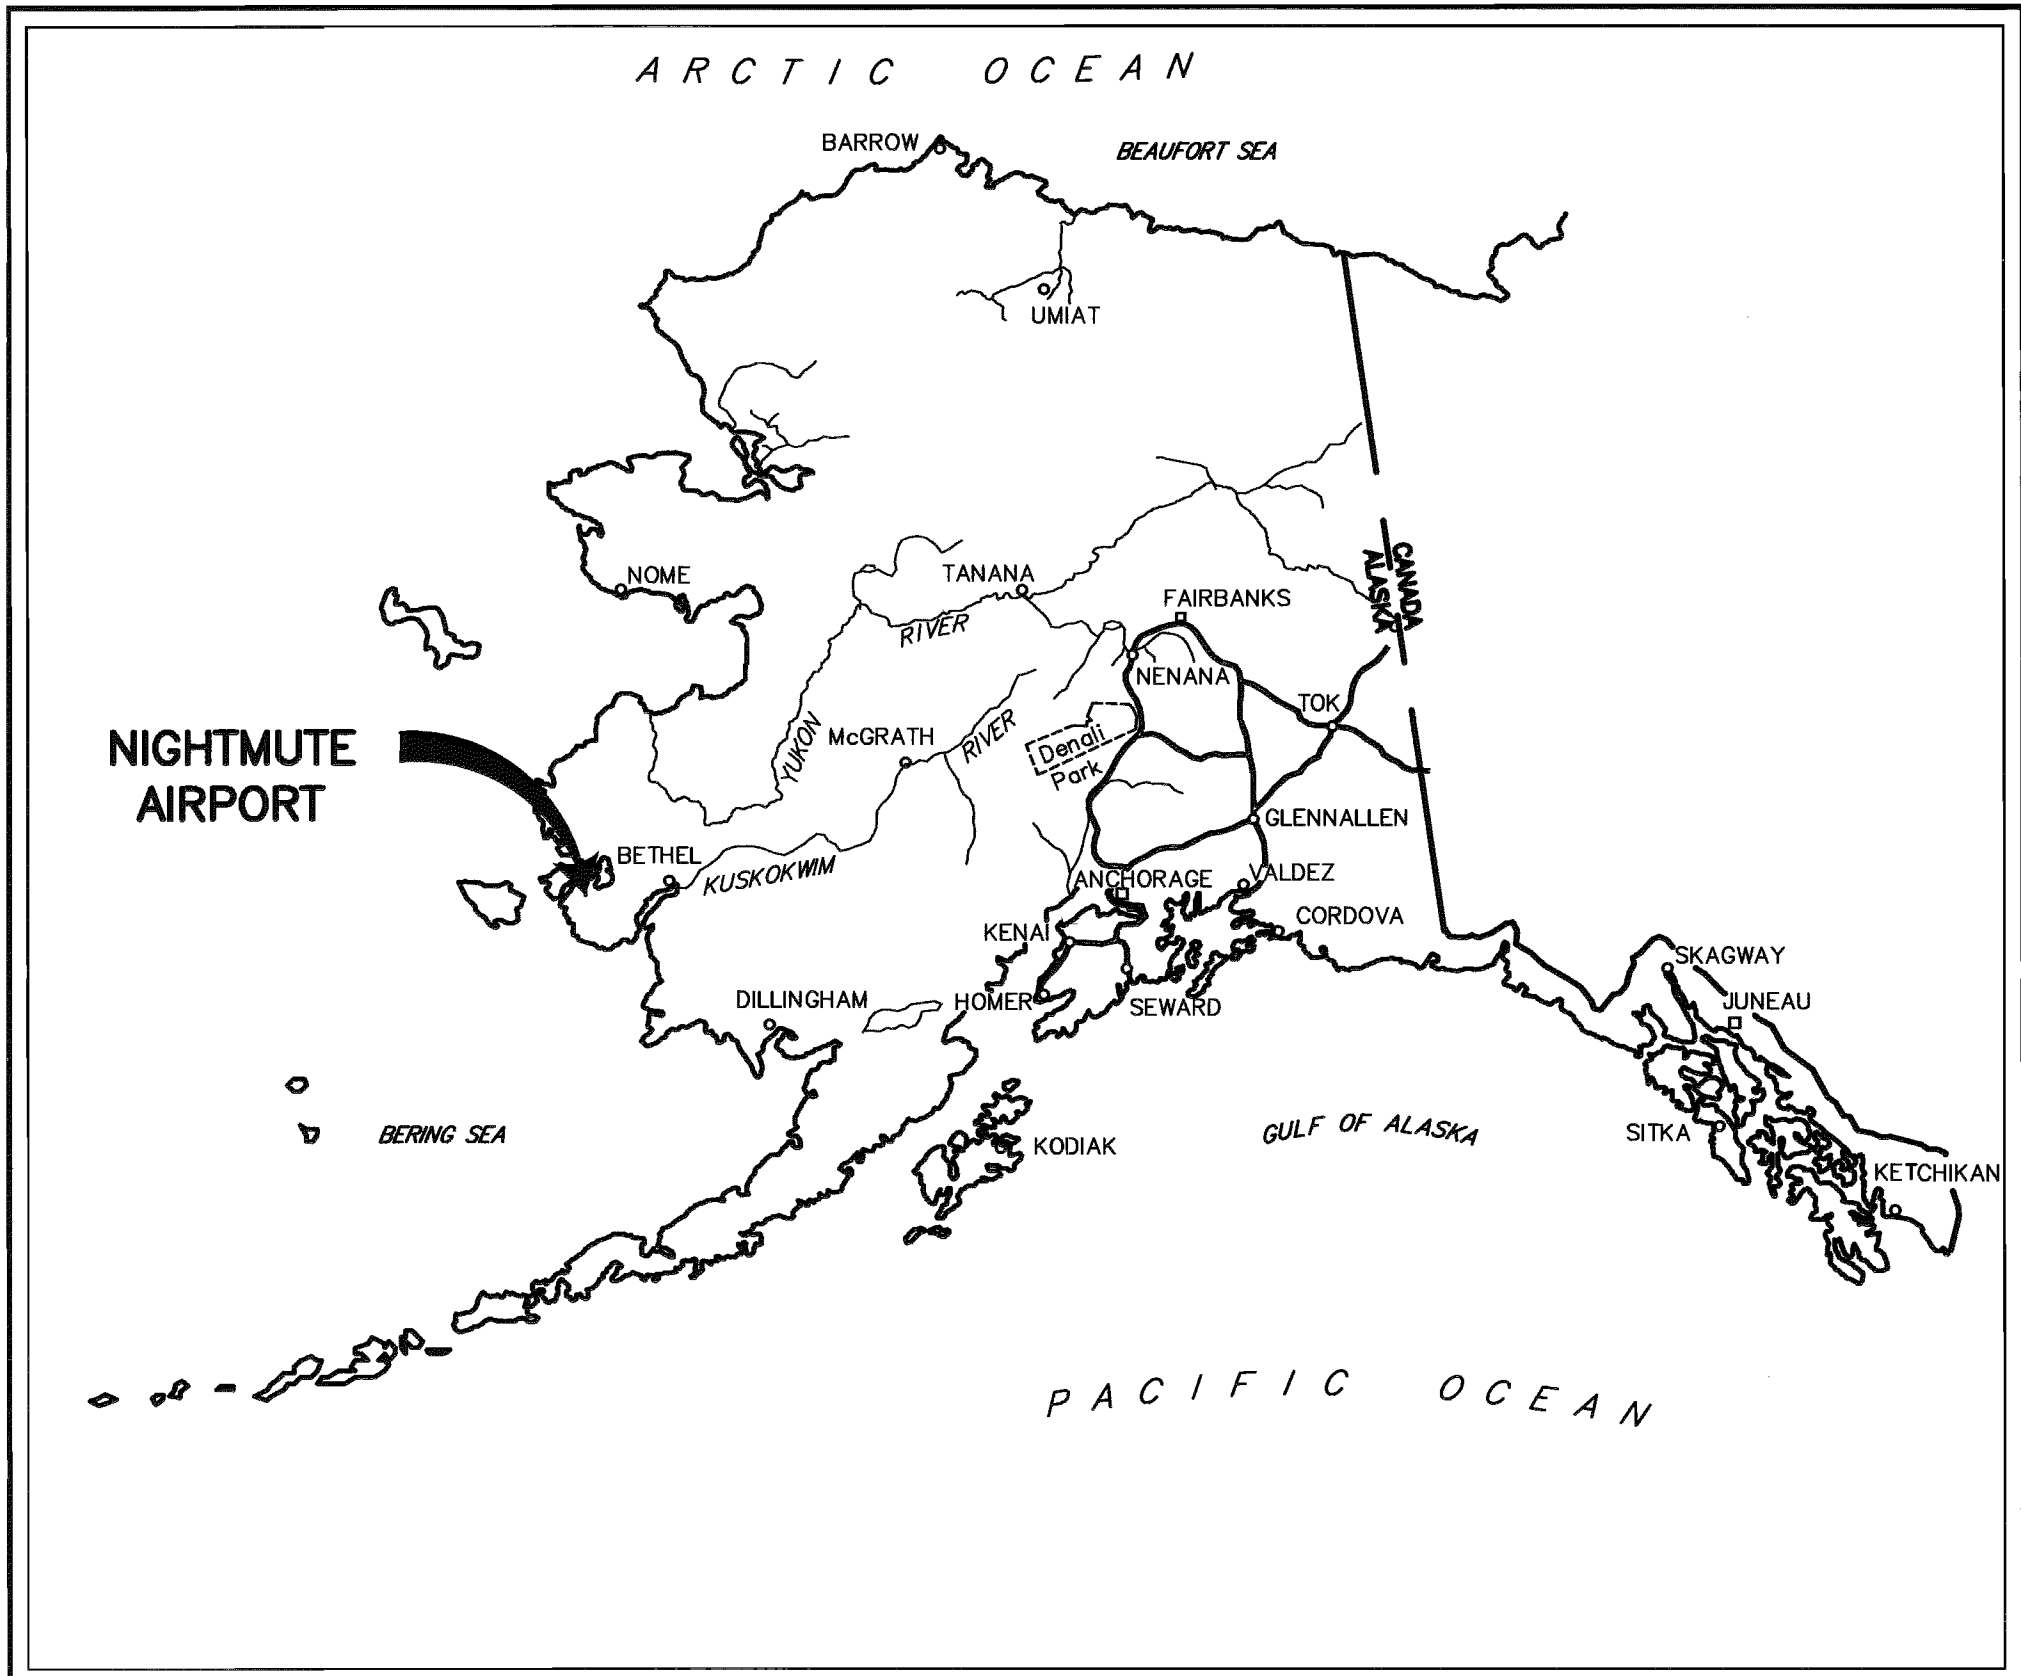 ARCTIC OCEAN
BARROW
BEAUFORT SEA
UMIAT
NOME
TANANA
FAIRBANKS
CANADA
ALASKA
RIVER
NENANA
TOK
NIGHTMUTE
AIRPORT
YUKON
McGRATH
RIVER
Denali
Park
GLENNALLEN
BETHEL
KUSKOKWIM
ANCHORAGE
VALDEZ
KENAI
CORDOVA
SKAGWAY
DILLINGHAM
HOMER
SEWARD
JUNEAU
BERING SEA
KODIAK
GULF OF ALASKA
SITKA
KETCHIKAN
PACIFIC OCEAN